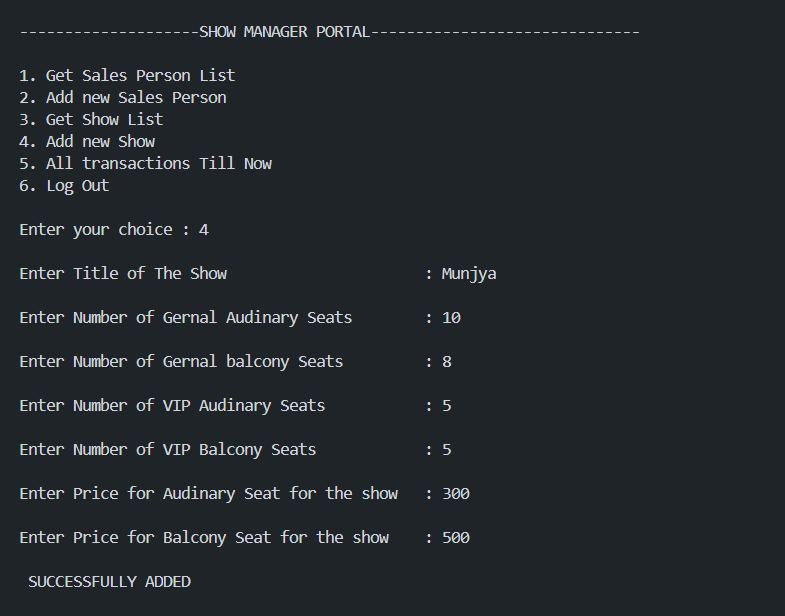 --------------------SHOW MANAGER PORTAL------------------------------
1. Get Sales Person List
2. Add new Sales Person
3. Get Show List
4. Add new Show
5. All transactions Till Now
6. Log Out
Enter your choice : 4
Enter Title of The Show : Munjya
Enter Number of Gernal Audinary Seats : 10
Enter Number of Gernal balcony Seats : 8
Enter Number of VIP Audinary Seats : 5
Enter Number of VIP Balcony Seats : 5
Enter Price for Audinary Seat for the show : 300
Enter Price for Balcony Seat for the show : 500
SUCCESSFULLY ADDED